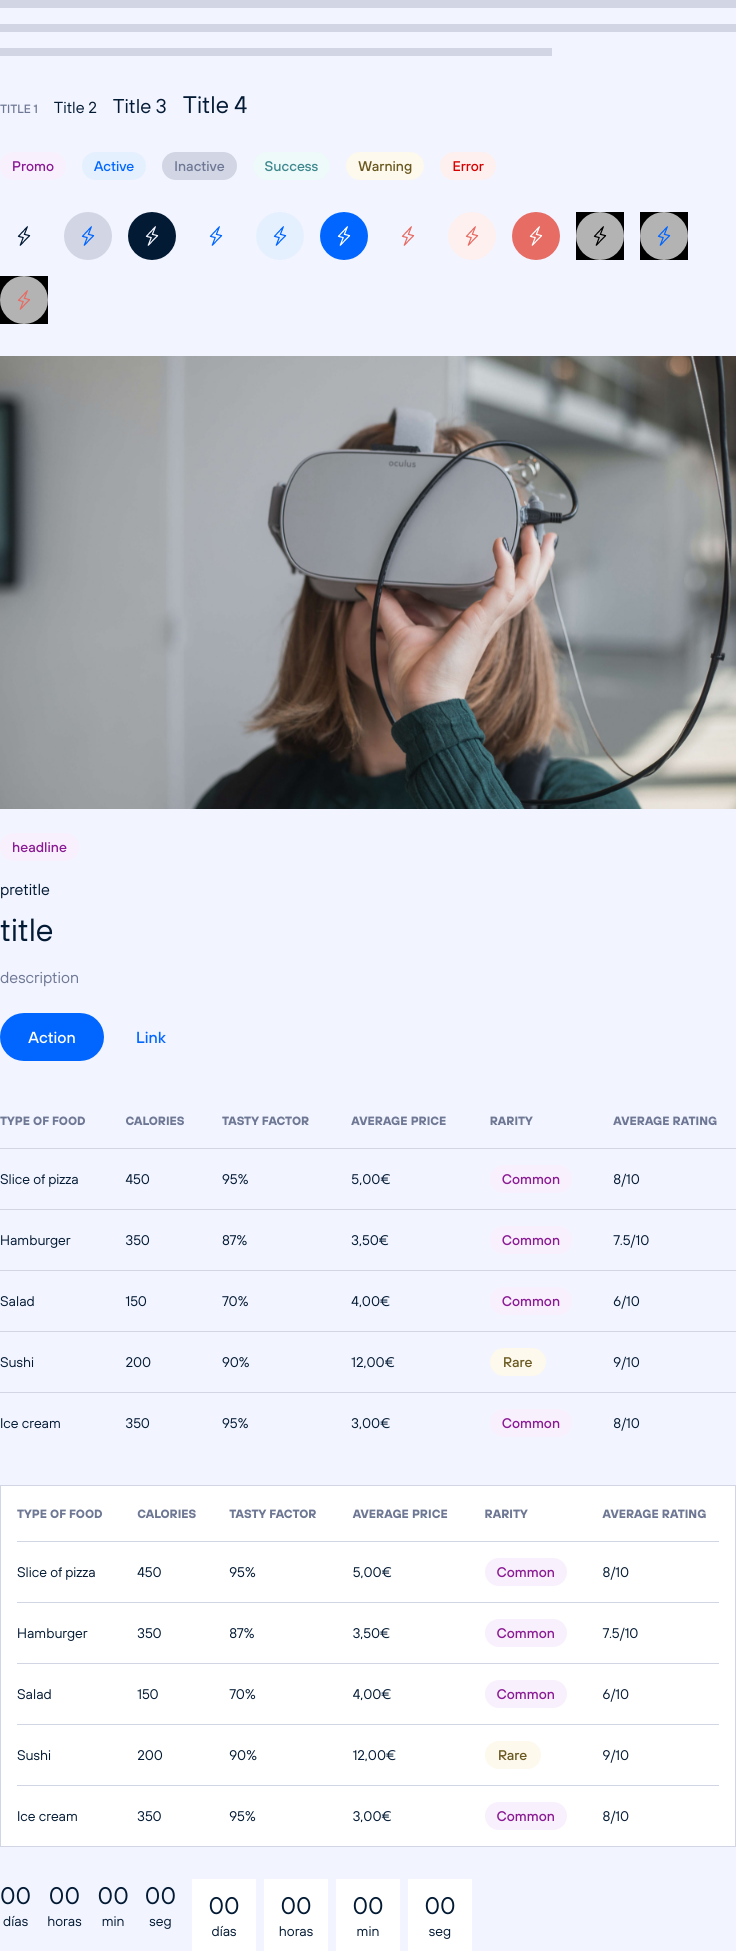 TITLE 1 Title 2 Title 3 Title 4
Promo Active Inactive Success Warning Error
oculus
headline
pretitle
title
description
Action Link
TYPE OF FOOD CALORIES TASTY FACTOR AVERAGE PRICE RARITY AVERAGE RATING
Slice of pizza 450 95% 5,00€ Common 8/10
Hamburger 350 87% 3,50€ Common 7.5/10
Salad 150 70% 4,00€ Common 6/10
Sushi 200 90% 12,00€ Rare 9/10
Ice cream 350 95% 3,00€ Common 8/10
TYPE OF FOOD CALORIES TASTY FACTOR AVERAGE PRICE RARITY AVERAGE RATING
Slice of pizza 450 95% 5,00€ Common 8/10
Hamburger 350 87% 3,50€ Common 7.5/10
Salad 150 70% 4,00€ Common 6/10
Sushi 200 90% 12,00€ Rare 9/10
Ice cream 350 95% 3,00€ Common 8/10
00 00 00 00 00 00 00 00
días horas min seg días horas min seg